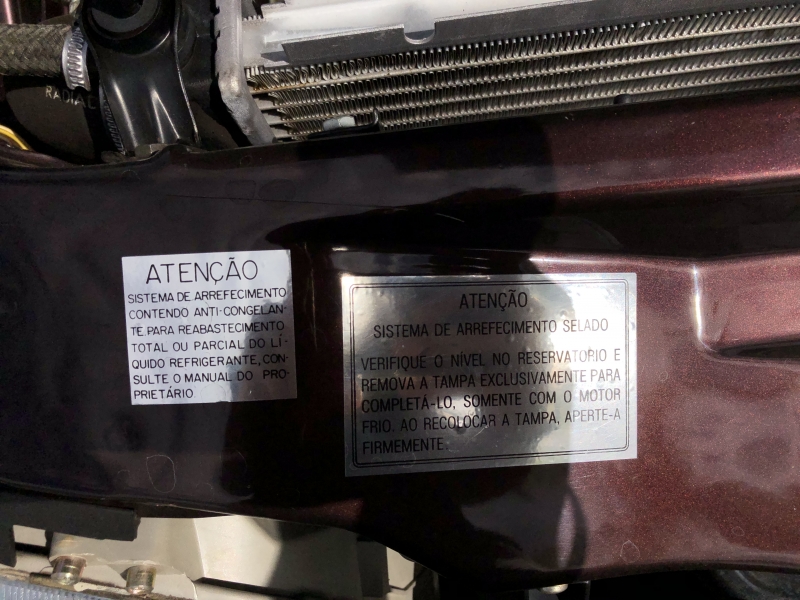 RADIAC
ATENÇÃO
SISTEMA DE ARREFECIMENTO
CONTENDO ANTI-CONGELAN-
TE. PARA REABASTECIMENTO
TOTAL OU PARCIAL DO LÍ-
QUIDO REFRIGERANTE, CON-
SULTE O MANUAL DO PRO-
PRIETÁRIO
ATENÇÃO
SISTEMA DE ARREFECIMENTO SELADO
VERIFIQUE O NÍVEL NO RESERVATÓRIO E
REMOVA A TAMPA EXCLUSIVAMENTE PARA
COMPLETÁ-LO, SOMENTE COM O MOTOR
FRIO. AO RECOLOCAR A TAMPA, APERTE-A
FIRMEMENTE.